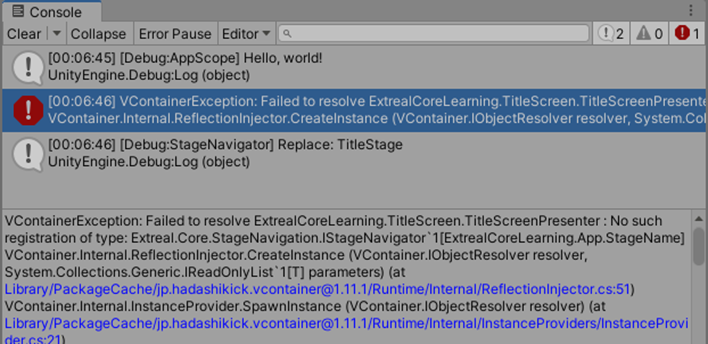 Console
Clear Collapse Error Pause Editor 2 0 1
[00:06:45] [Debug:AppScope] Hello, world!
UnityEngine.Debug:Log (object)
[00:06:46] VContainerException: Failed to resolve ExtrealCoreLearning.TitleScreen.TitleScreenPresente
VContainer.Internal.ReflectionInjector.CreateInstance (VContainer.IObjectResolver resolver, System.Col
[00:06:46] [Debug:StageNavigator] Replace: TitleStage
UnityEngine.Debug:Log (object)
VContainerException: Failed to resolve ExtrealCoreLearning.TitleScreen.TitleScreenPresenter : No such
registration of type: Extreal.Core.StageNavigation.IStageNavigator`1[ExtrealCoreLearning.App.StageName]
VContainer.Internal.ReflectionInjector.CreateInstance (VContainer.IObjectResolver resolver,
System.Collections.Generic.IReadOnlyList`1[T] parameters) (at
Library/PackageCache/jp.hadashikick.vcontainer@1.11.1/Runtime/Internal/ReflectionInjector.cs:51)
VContainer.Internal.InstanceProvider.SpawnInstance (VContainer.IObjectResolver resolver) (at
Library/PackageCache/jp.hadashikick.vcontainer@1.11.1/Runtime/Internal/InstanceProviders/InstanceProvi
der.cs:21)